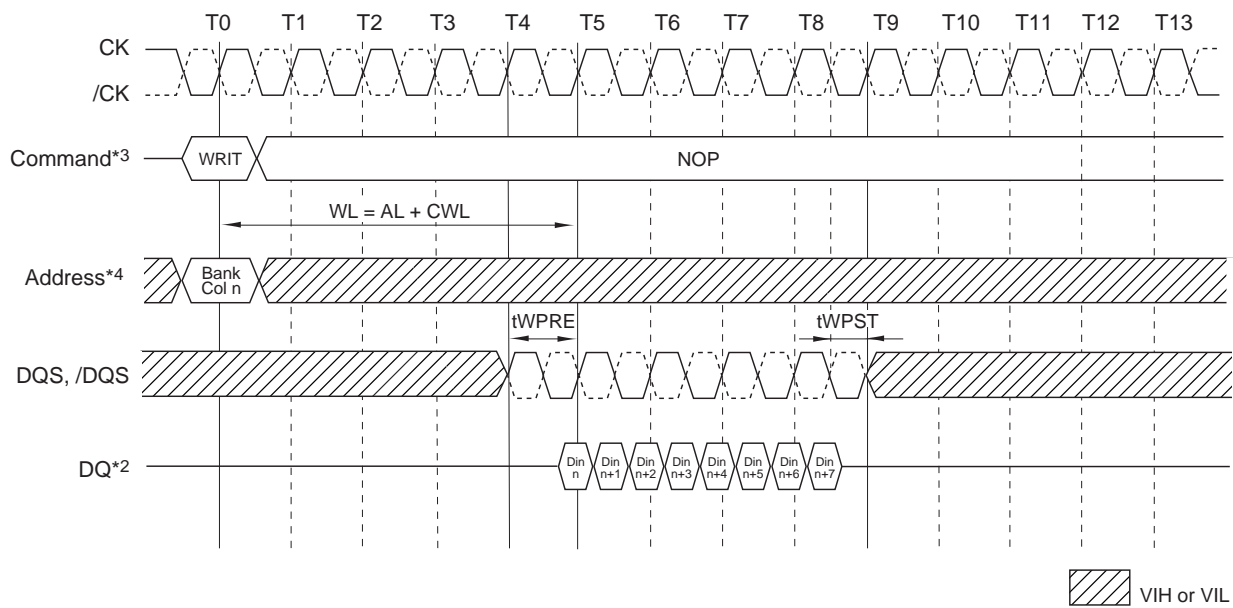 T0 T1 T2 T3 T4 T5 T6 T7 T8 T9 T10 T11 T12 T13
CK
/CK
Command*3 WRIT NOP
WL = AL + CWL
Address*4 Bank
Col n
tWPRE tWPST
DQS, /DQS
DQ*2 Din Din Din Din Din Din Din Din
n n+1 n+2 n+3 n+4 n+5 n+6 n+7
VIH or VIL